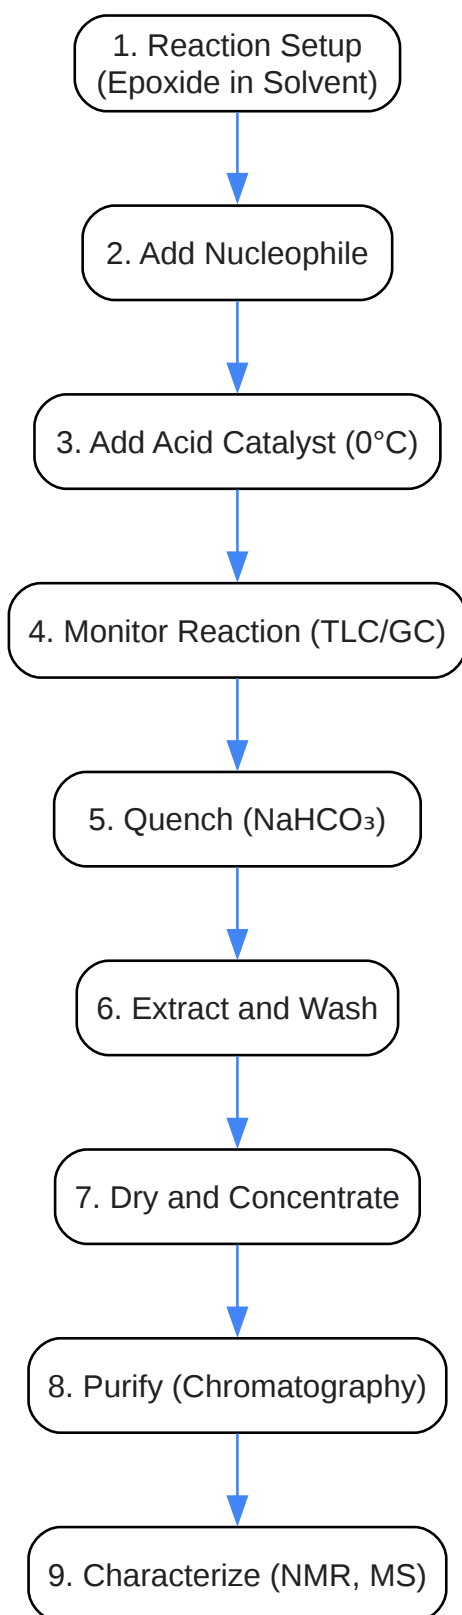 1. Reaction Setup
(Epoxide in Solvent)
2. Add Nucleophile
3. Add Acid Catalyst (0°C)
4. Monitor Reaction (TLC/GC)
5. Quench (NaHCO₃)
6. Extract and Wash
7. Dry and Concentrate
8. Purify (Chromatography)
9. Characterize (NMR, MS)